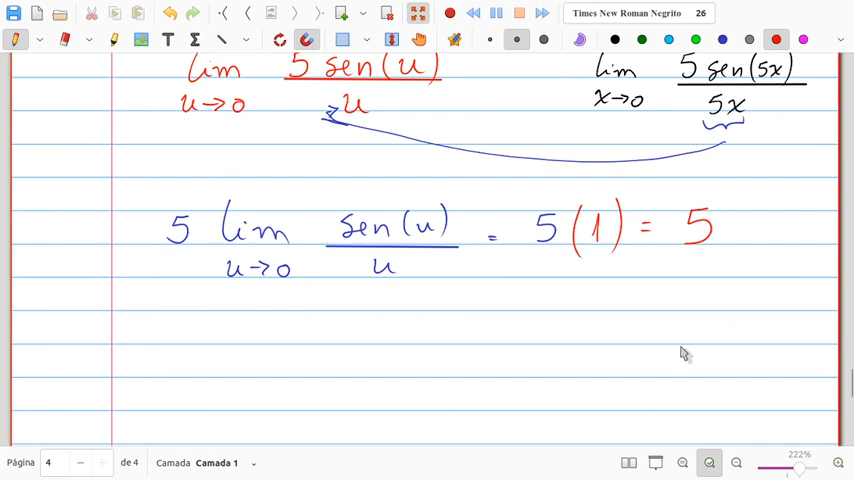 Times New Roman Negrito 26
lim u→0 5 sen(u) / u
lim x→0 5 sen(5x) / 5x
5 lim u→0 sen(u) / u = 5 (1) = 5
Página 4 de 4 Camada Camada 1 222%